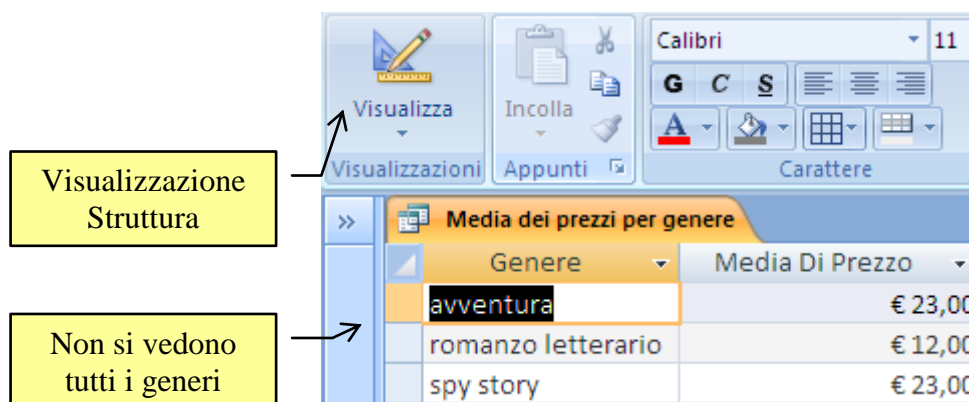 Calibri 11
G C S
Visualizza
Incolla
A
Visualizzazioni Appunti Carattere
Visualizzazione
Struttura
Media dei prezzi per genere
Genere Media Di Prezzo
avventura € 23,00
romanzo letterario € 12,00
spy story € 23,00
Non si vedono
tutti i generi